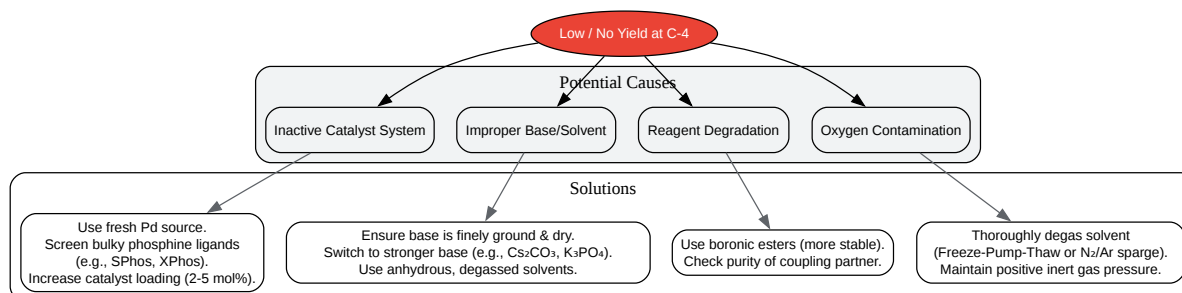 Low / No Yield at C-4
Potential Causes
Inactive Catalyst System
Improper Base/Solvent
Reagent Degradation
Oxygen Contamination
Solutions
Use fresh Pd source.
Screen bulky phosphine ligands
(e.g., SPhos, XPhos).
Increase catalyst loading (2-5 mol%).
Ensure base is finely ground & dry.
Switch to stronger base (e.g., Cs₂CO₃, K₃PO₄).
Use anhydrous, degassed solvents.
Use boronic esters (more stable).
Check purity of coupling partner.
Thoroughly degas solvent
(Freeze-Pump-Thaw or N₂/Ar sparge).
Maintain positive inert gas pressure.